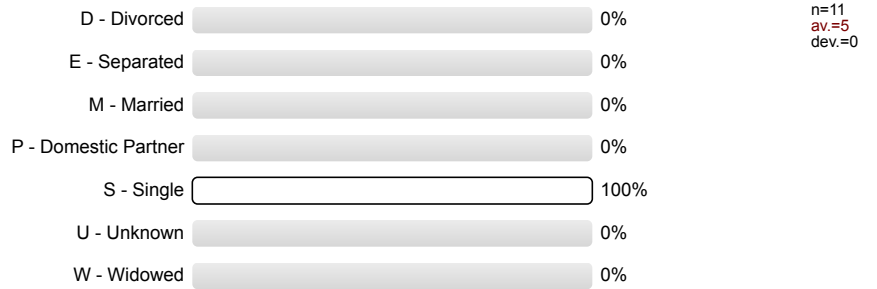 D - Divorced 0%
E - Separated 0%
M - Married 0%
P - Domestic Partner 0%
S - Single 100%
U - Unknown 0%
W - Widowed 0%
n=11
av.=5
dev.=0